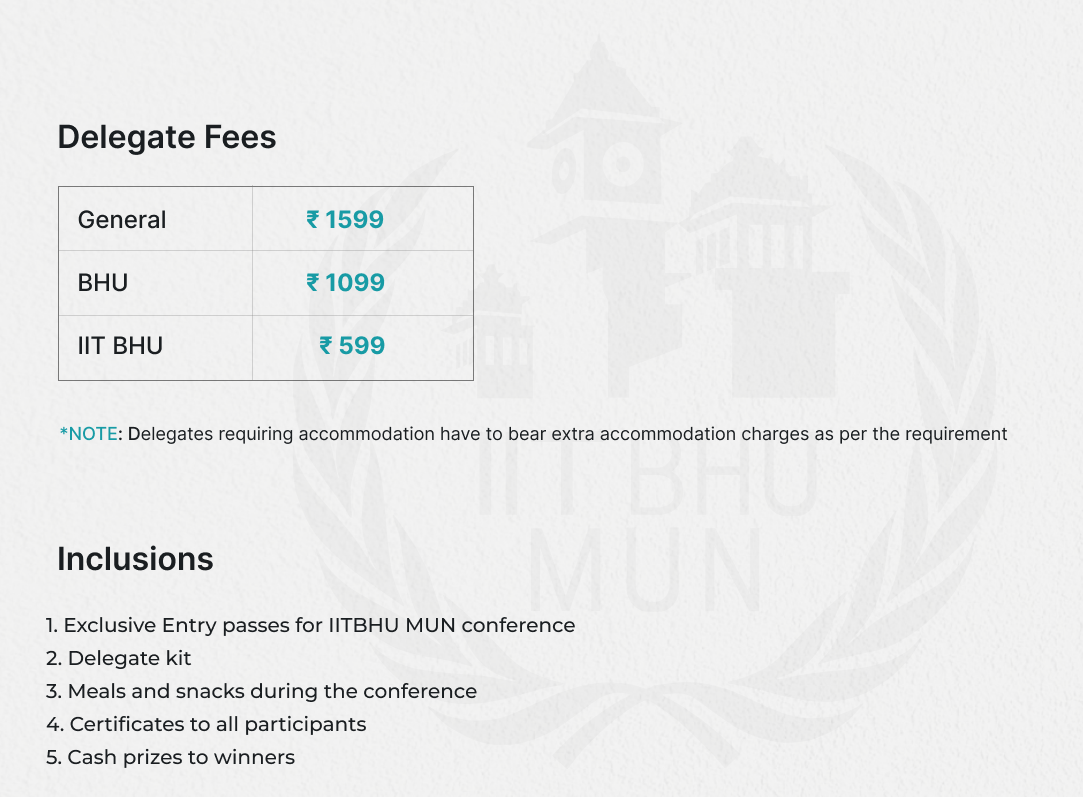 Delegate Fees
General ₹ 1599
BHU ₹ 1099
IIT BHU ₹ 599
*NOTE: Delegates requiring accommodation have to bear extra accommodation charges as per the requirement
IIT BHU
MUN
Inclusions
1. Exclusive Entry passes for IITBHU MUN conference
2. Delegate kit
3. Meals and snacks during the conference
4. Certificates to all participants
5. Cash prizes to winners